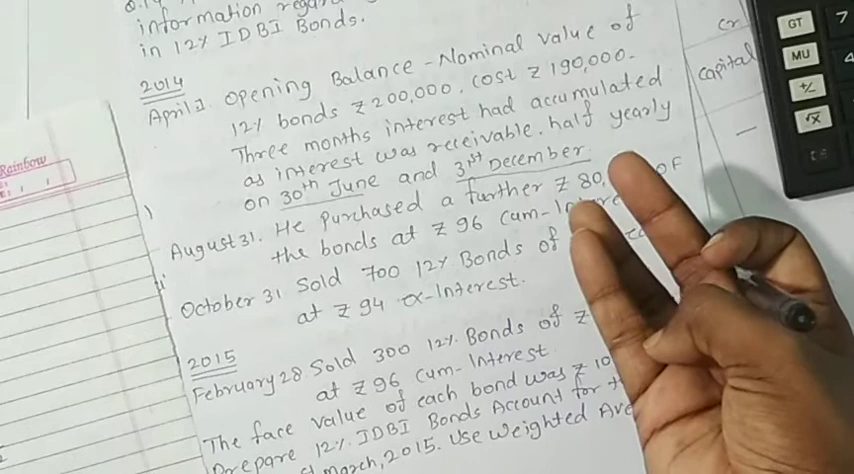 information
in 12% IDBI Bonds.
2014
April 1. Opening Balance - Nominal value of
12% bonds ₹200,000, cost ₹190,000.
Three months interest had accumulated
as interest was receivable half yearly
on 30th June and 31st December.
August 31. He purchased a further ₹80, OF
the bonds at ₹96 Cum-
October 31 Sold 700 12% Bonds of
at ₹94 ex-Interest.
2015
February 28 Sold 300 12% Bonds of ₹
at ₹96 Cum-Interest
The face value of each bond was ₹10
Prepare 12% IDBI Bonds Account for
March, 2015. Use Weighted
Rainbow
cr
capital
GT
7
MU
4
+/-
√x